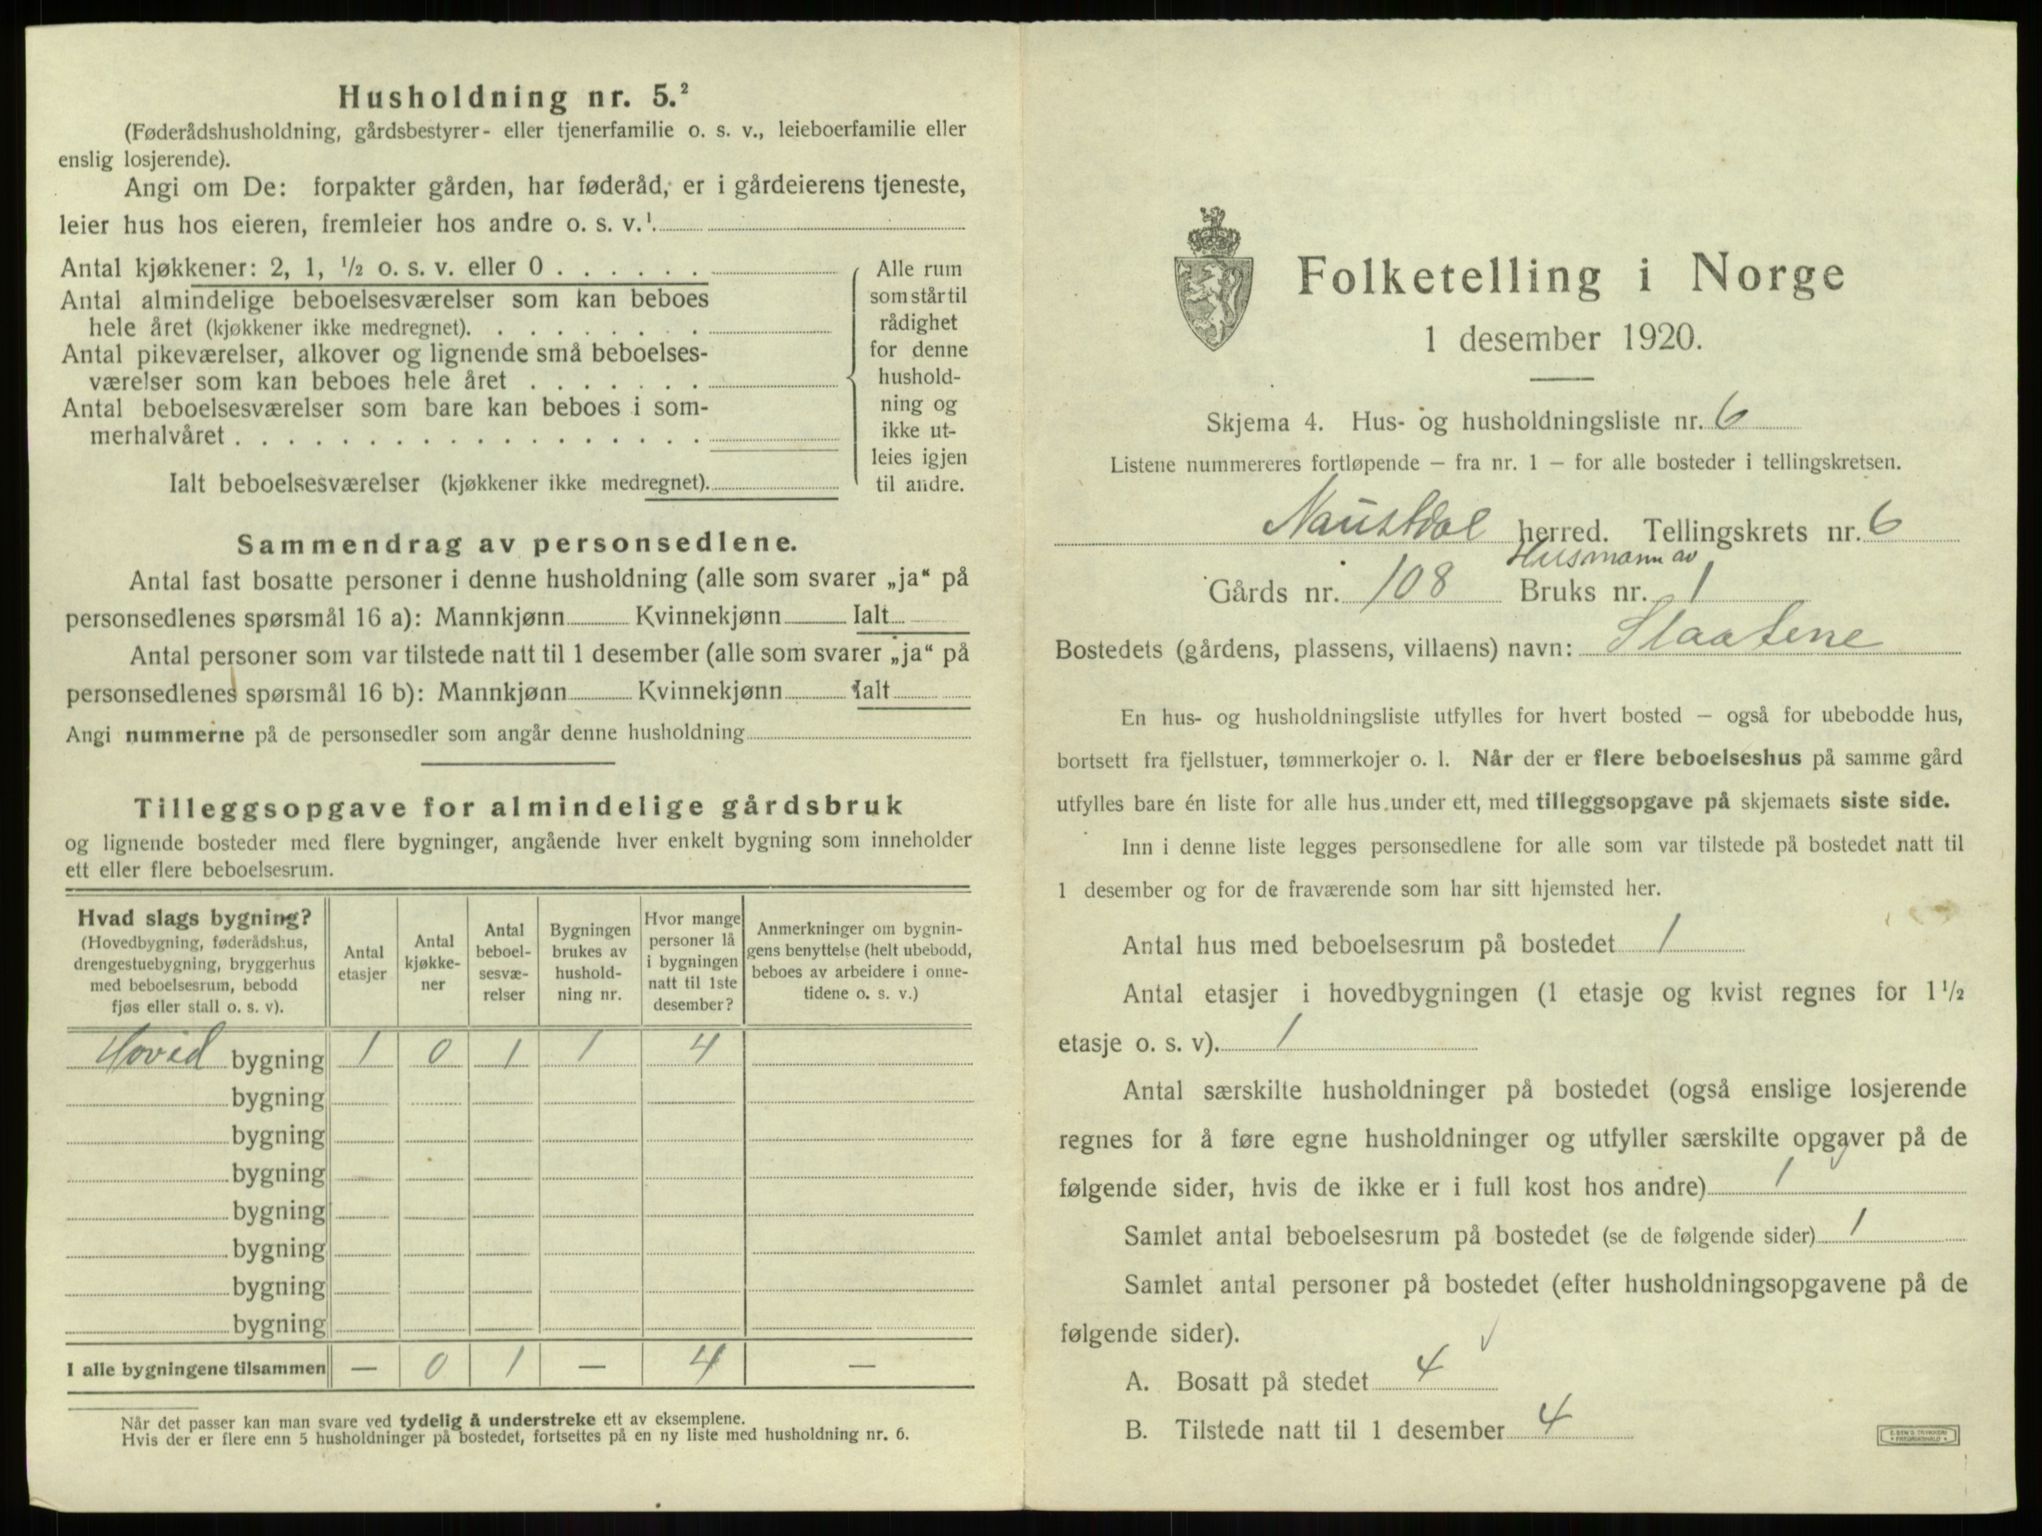 Husholdning nr. 5.²
(Føderådshusholdning, gårdsbestyrer- eller tjenerfamilie o. s. v., leieboerfamilie eller
enslig losjerende).
Angi om De: forpakter gården, har føderåd, er i gårdeierens tjeneste,
leier hus hos eieren, fremleier hos andre o. s. v.¹
Antal kjøkkener: 2, 1, ½ o. s. v. eller 0 . . . . . .
Antal almindelige beboelsesværelser som kan beboes
hele året (kjøkkener ikke medregnet). . . . . . . . .
Antal pikeværelser, alkover og lignende små beboelses-
værelser som kan beboes hele året . . . . . . .
Antal beboelsesværelser som bare kan beboes i som-
merhalvåret . . . . . . . . . . . . . . . . . .
Ialt beboelsesværelser (kjøkkener ikke medregnet).
Alle rum
som står til
rådighet
for denne
hushold-
ning og
ikke ut-
leies igjen
til andre.
Sammendrag av personsedlene.
Antal fast bosatte personer i denne husholdning (alle som svarer „ja“ på
personsedlenes spørsmål 16 a): Mannkjønn Kvinnekjønn Ialt
Antal personer som var tilstede natt til 1 desember (alle som svarer „ja“ på
personsedlenes spørsmål 16 b): Mannkjønn Kvinnekjønn Ialt
Angi nummerne på de personsedler som angår denne husholdning
Tilleggsopgave for almindelige gårdsbruk
og lignende bosteder med flere bygninger, angående hver enkelt bygning som inneholder
ett eller flere beboelsesrum.
Hvad slags bygning?
(Hovedbygning, føderådshus,
drengestuebygning, bryggerhus
med beboelsesrum, bebodd
fjøs eller stall o. s. v).
Antal
etasjer
Antal
kjøkke-
ner
Antal
beboel-
sesvæ-
relser
Bygningen
brukes av
hushold-
ning nr.
Hvor mange
personer lå
i bygningen
natt til 1ste
desember?
Anmerkninger om bygnin-
gens benyttelse (helt ubebodd,
beboes av arbeidere i onne-
tidene o. s. v.)
Hoved bygning 1 0 1 1 4
bygning
bygning
bygning
bygning
bygning
bygning
bygning
I alle bygningene tilsammen — 0 1 — 4 —
Når det passer kan man svare ved tydelig å understreke ett av eksemplene.
Hvis der er flere enn 5 husholdninger på bostedet, fortsettes på en ny liste med husholdning nr. 6.
Folketelling i Norge
1 desember 1920.
Skjema 4. Hus- og husholdningsliste nr. 6
Listene nummereres fortløpende – fra nr. 1 – for alle bosteder i tellingskretsen.
Naustdal herred. Tellingskrets nr. 6
Husmann av
Gårds nr. 108 Bruks nr. 1
Bostedets (gårdens, plassens, villaens) navn: Slaatene
En hus- og husholdningsliste utfylles for hvert bosted – også for ubebodde hus,
bortsett fra fjellstuer, tømmerkojer o. l. Når der er flere beboelseshus på samme gård
utfylles bare én liste for alle hus under ett, med tilleggsopgave på skjemaets siste side.
Inn i denne liste legges personsedlene for alle som var tilstede på bostedet natt til
1 desember og for de fraværende som har sitt hjemsted her.
Antal hus med beboelsesrum på bostedet 1
Antal etasjer i hovedbygningen (1 etasje og kvist regnes for 1½
etasje o. s. v). 1
Antal særskilte husholdninger på bostedet (også enslige losjerende
regnes for å føre egne husholdninger og utfyller særskilte opgaver på de
følgende sider, hvis de ikke er i full kost hos andre) 1
Samlet antal beboelsesrum på bostedet (se de følgende sider) 1
Samlet antal personer på bostedet (efter husholdningsopgavene på de
følgende sider).
A. Bosatt på stedet 4
B. Tilstede natt til 1 desember 4